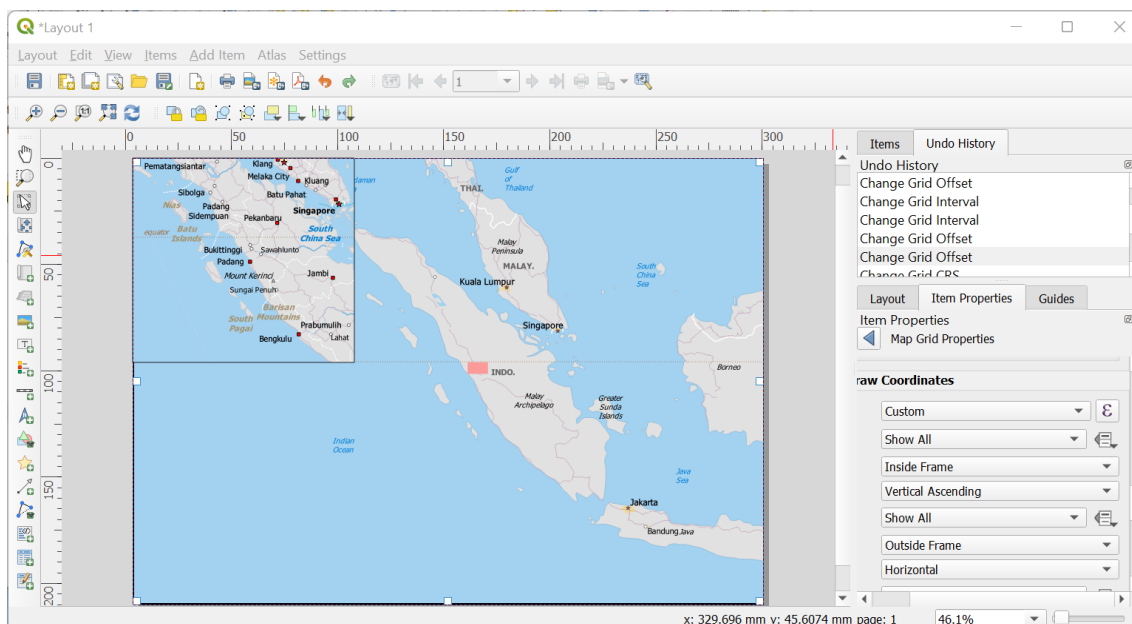 *Layout 1
Layout Edit View Items Add Item Atlas Settings
1
0 50 100 150 200 250 300
0
50
100
150
200
Pematangsiantar
Klang
Melaka City
Kluang
Sibolga
Batu Pahat
Nias
Padang
Sidempuan
Singapore
Pekanbaru
equator
Batu
Islands
South
China Sea
Bukittinggi
Sawahlunto
Padang
Mount Kerinci
Jambi
Sungai Penuh
Barisan
Mountains
South
Pagai
Prabumulih
Bengkulu
Lahat
daman
Gulf
of
Thailand
THAI.
Malay
Peninsula
MALAY.
South
China
Sea
Kuala Lumpur
Singapore
INDO.
Borneo
Malay
Archipelago
Greater
Sunda
Islands
Indian
Ocean
Java
Sea
Jakarta
Bandung
Java
Items Undo History
Undo History
Change Grid Offset
Change Grid Interval
Change Grid Interval
Change Grid Offset
Change Grid Offset
Change Grid CRS
Layout Item Properties Guides
Item Properties
Map Grid Properties
raw Coordinates
Custom
Show All
Inside Frame
Vertical Ascending
Show All
Outside Frame
Horizontal
x: 329.696 mm y: 45.6074 mm page: 1 46.1%